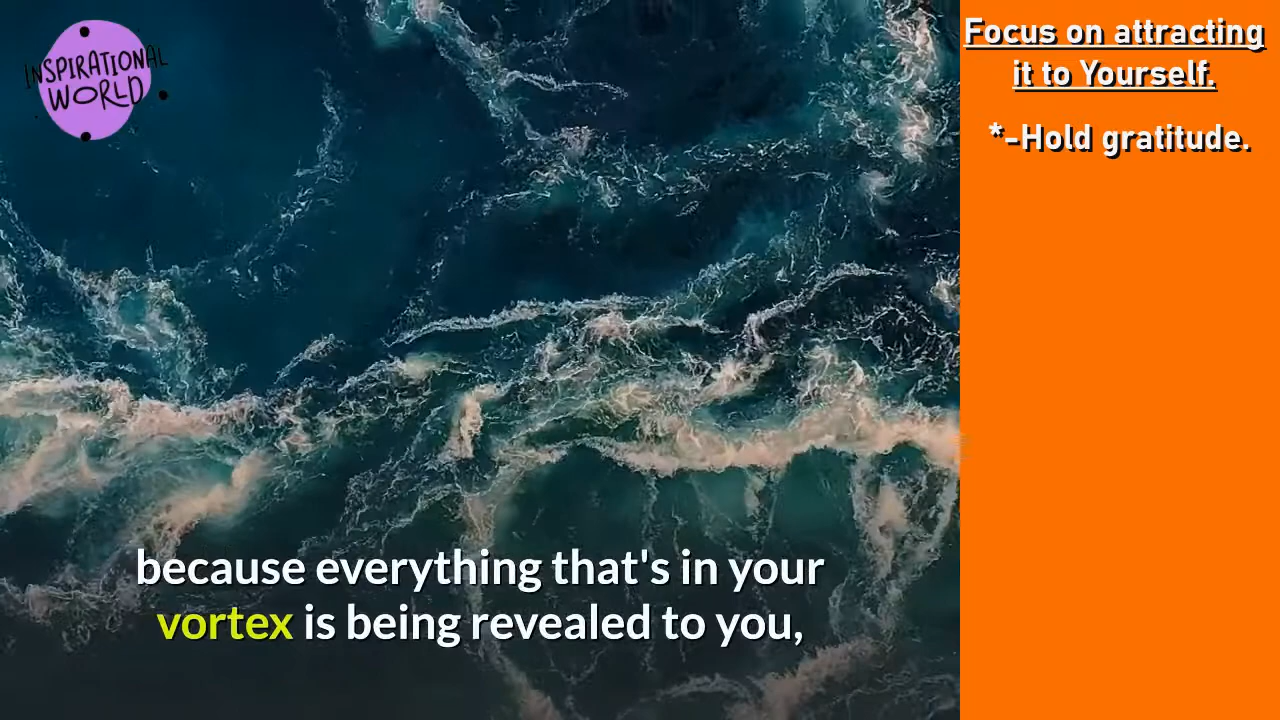 INSPIRATIONAL
WORLD
Focus on attracting
it to Yourself.
*-Hold gratitude.
because everything that's in your
vortex is being revealed to you,